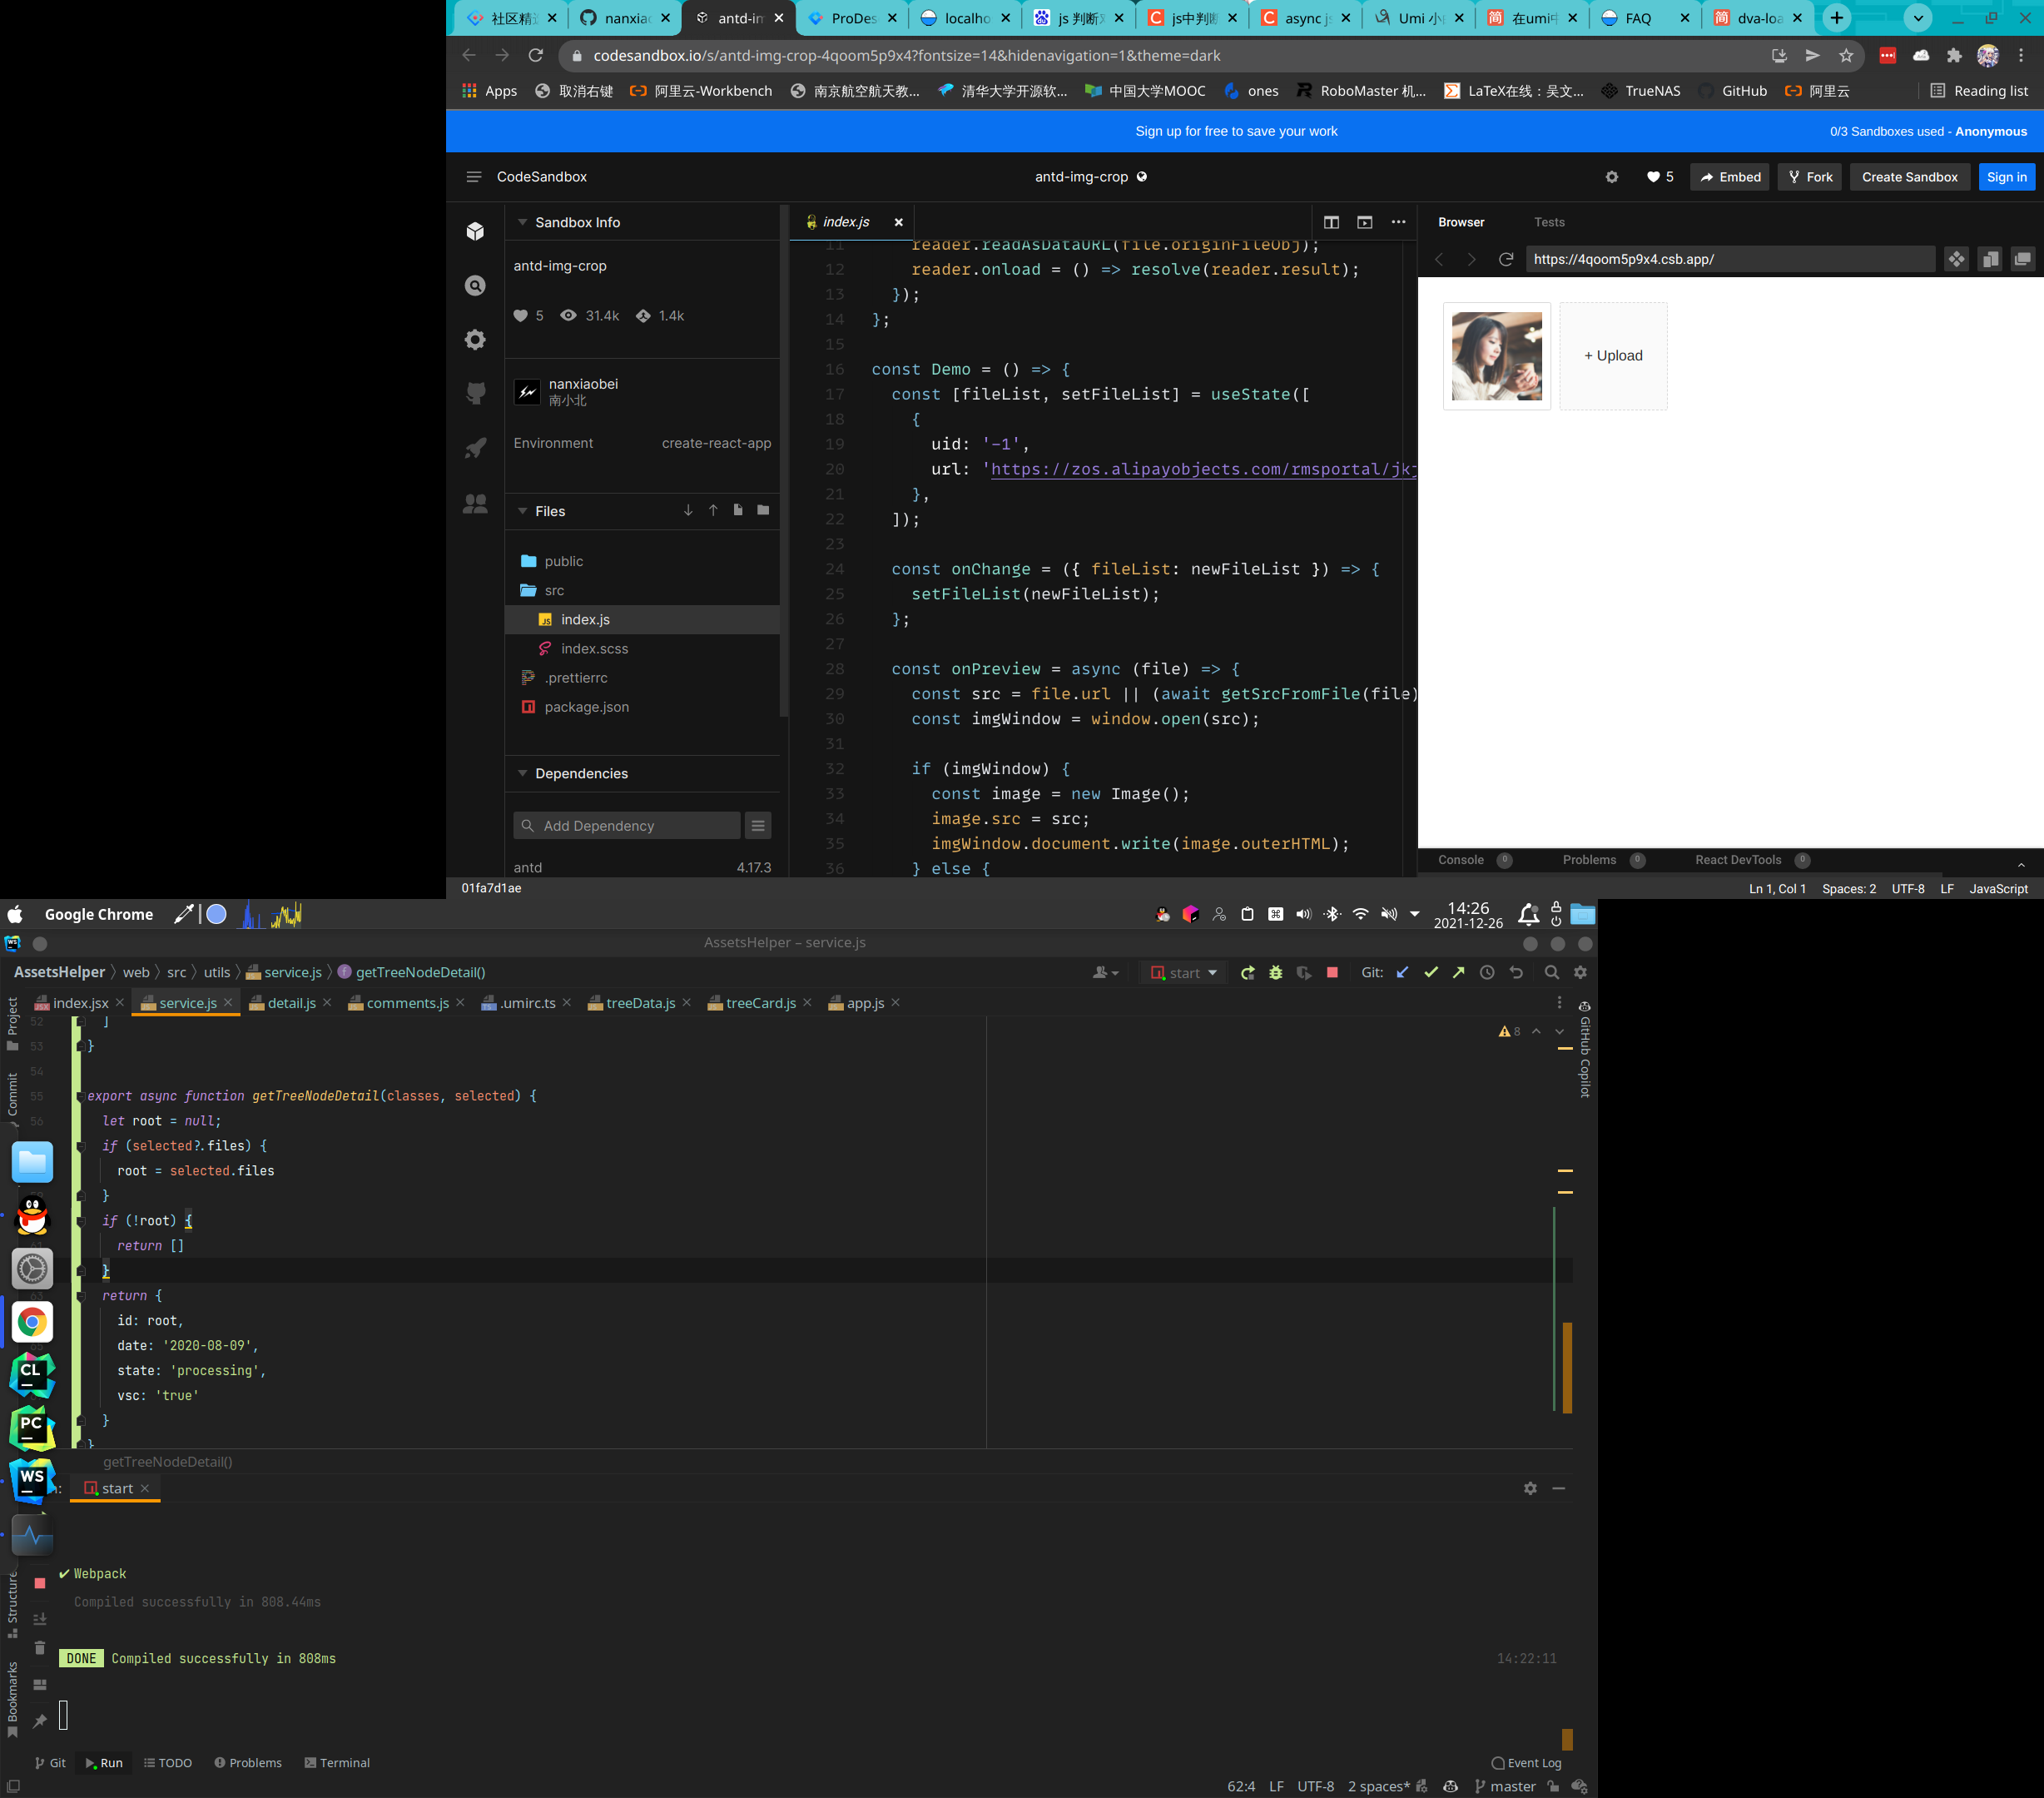 社区精
nanxiao
antd-im
ProDes
localho
js 判断
js中判断
async js
Umi 小
在umi中
FAQ
dva-loa
codesandbox.io/s/antd-img-crop-4qoom5p9x4?fontsize=14&hidenavigation=1&theme=dark
Apps 取消右键 阿里云-Workbench 南京航空航天教... 清华大学开源软... 中国大学MOOC ones RoboMaster 机... LaTeX在线：吴文... TrueNAS GitHub 阿里云 Reading list
Sign up for free to save your work
0/3 Sandboxes used - Anonymous
CodeSandbox
antd-img-crop
5
Embed
Fork
Create Sandbox
Sign in
Sandbox Info
antd-img-crop
5 31.4k 1.4k
nanxiaobei
南小北
Environment create-react-app
Files
public
src
index.js
index.scss
.prettierrc
package.json
Dependencies
Add Dependency
antd 4.17.3
01fa7d1ae
index.js
11 reader.readAsDataURL(file.originFileObj);
12 reader.onload = () => resolve(reader.result);
13 });
14 };
15
16 const Demo = () => {
17 const [fileList, setFileList] = useState([
18 {
19 uid: '-1',
20 url: 'https://zos.alipayobjects.com/rmsportal/jkj
21 },
22 ]);
23
24 const onChange = ({ fileList: newFileList }) => {
25 setFileList(newFileList);
26 };
27
28 const onPreview = async (file) => {
29 const src = file.url || (await getSrcFromFile(file)
30 const imgWindow = window.open(src);
31
32 if (imgWindow) {
33 const image = new Image();
34 image.src = src;
35 imgWindow.document.write(image.outerHTML);
36 } else {
Browser Tests
https://4qoom5p9x4.csb.app/
+ Upload
Console 0 Problems 0 React DevTools 0
Ln 1, Col 1 Spaces: 2 UTF-8 LF JavaScript
Google Chrome
14:26
2021-12-26
AssetsHelper – service.js
AssetsHelper web src utils service.js getTreeNodeDetail()
start
Git:
index.jsx service.js detail.js comments.js .umirc.ts treeData.js treeCard.js app.js
Project
Commit
Structure
Bookmarks
GitHub Copilot
8
52 ]
53 }
54
55 export async function getTreeNodeDetail(classes, selected) {
56 let root = null;
if (selected?.files) {
root = selected.files
}
if (!root) {
return []
}
63 return {
id: root,
date: '2020-08-09',
state: 'processing',
vsc: 'true'
}
}
getTreeNodeDetail()
CL
PC
WS
start
✔ Webpack
Compiled successfully in 808.44ms
DONE Compiled successfully in 808ms 14:22:11
Git Run TODO Problems Terminal Event Log
62:4 LF UTF-8 2 spaces* master